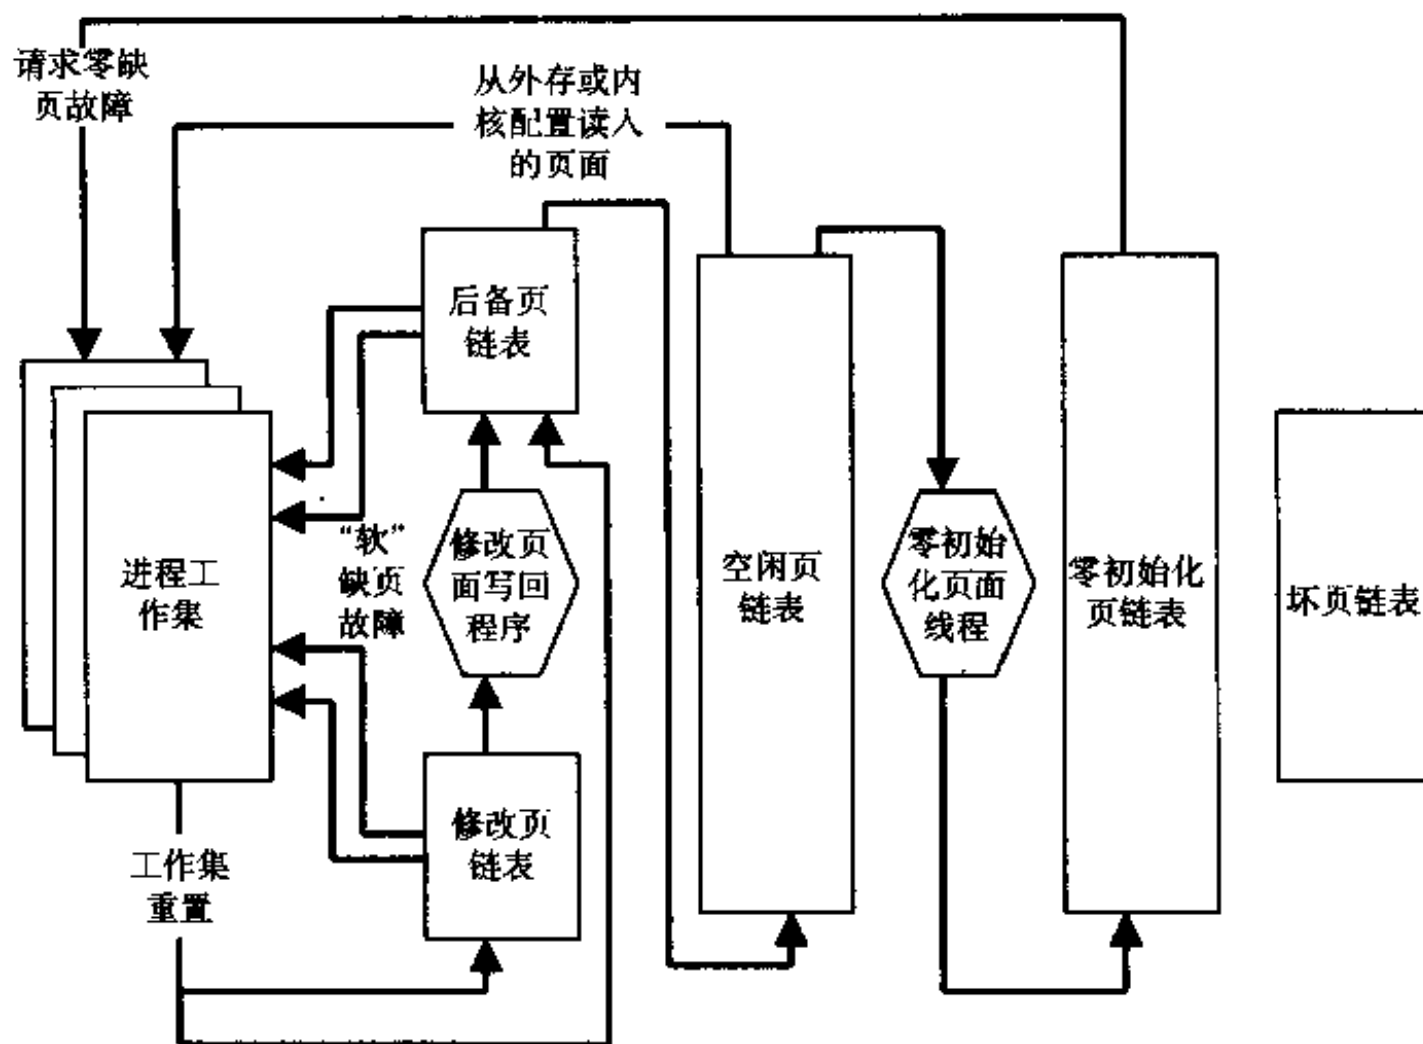 请求零缺
页故障
从外存或内
核配置读入
的页面
后备页
链表
进程工
作集
“软”
缺页
故障
修改页
面写回
程序
空闲页
链表
零初始
化页面
线程
零初始化
页链表
坏页链表
修改页
链表
工作集
重置